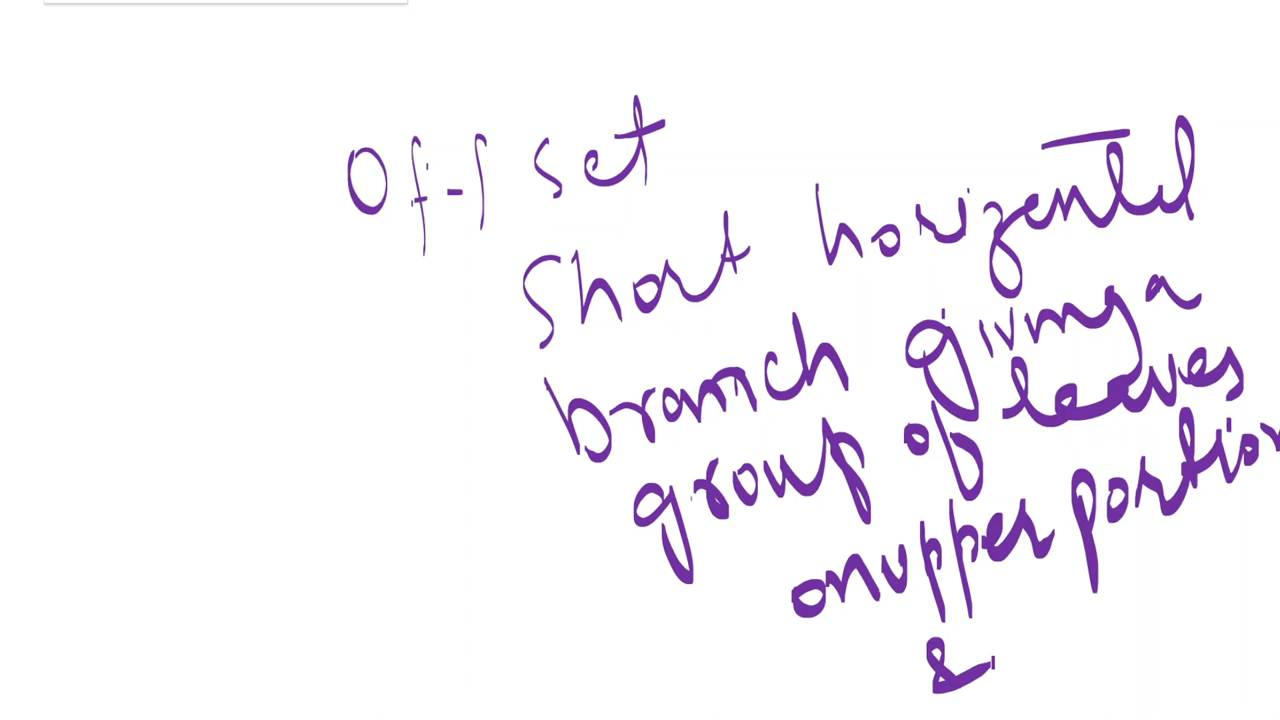 Off set
Short horizontal
branch giving a
group of leaves
on upper portion
&